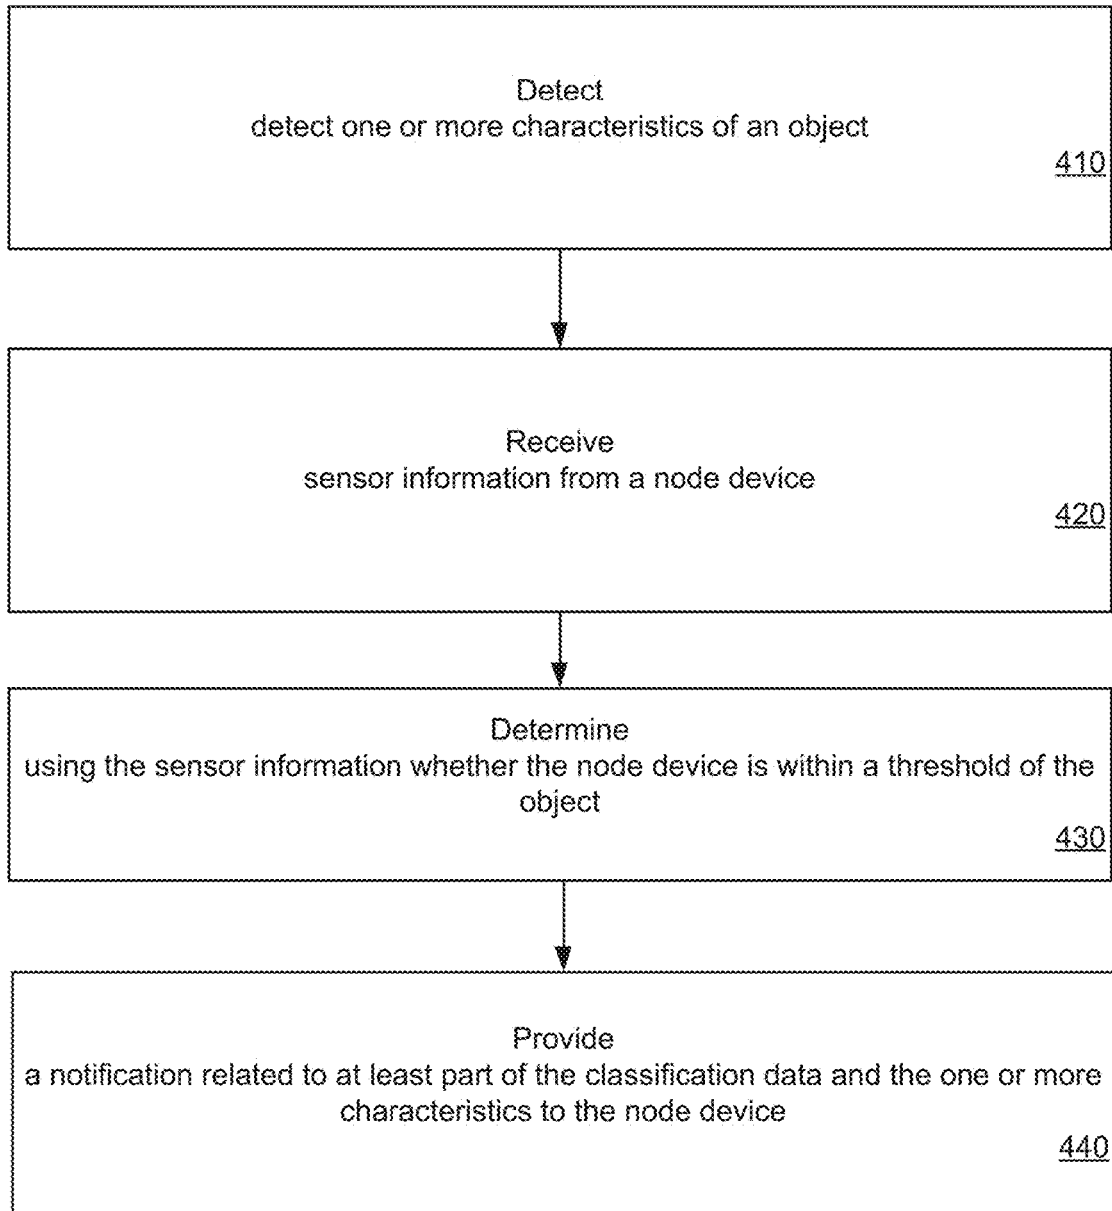 Detect
detect one or more characteristics of an object
410
Receive
sensor information from a node device
420
Determine
using the sensor information whether the node device is within a threshold of the
object
430
Provide
a notification related to at least part of the classification data and the one or more
characteristics to the node device
440